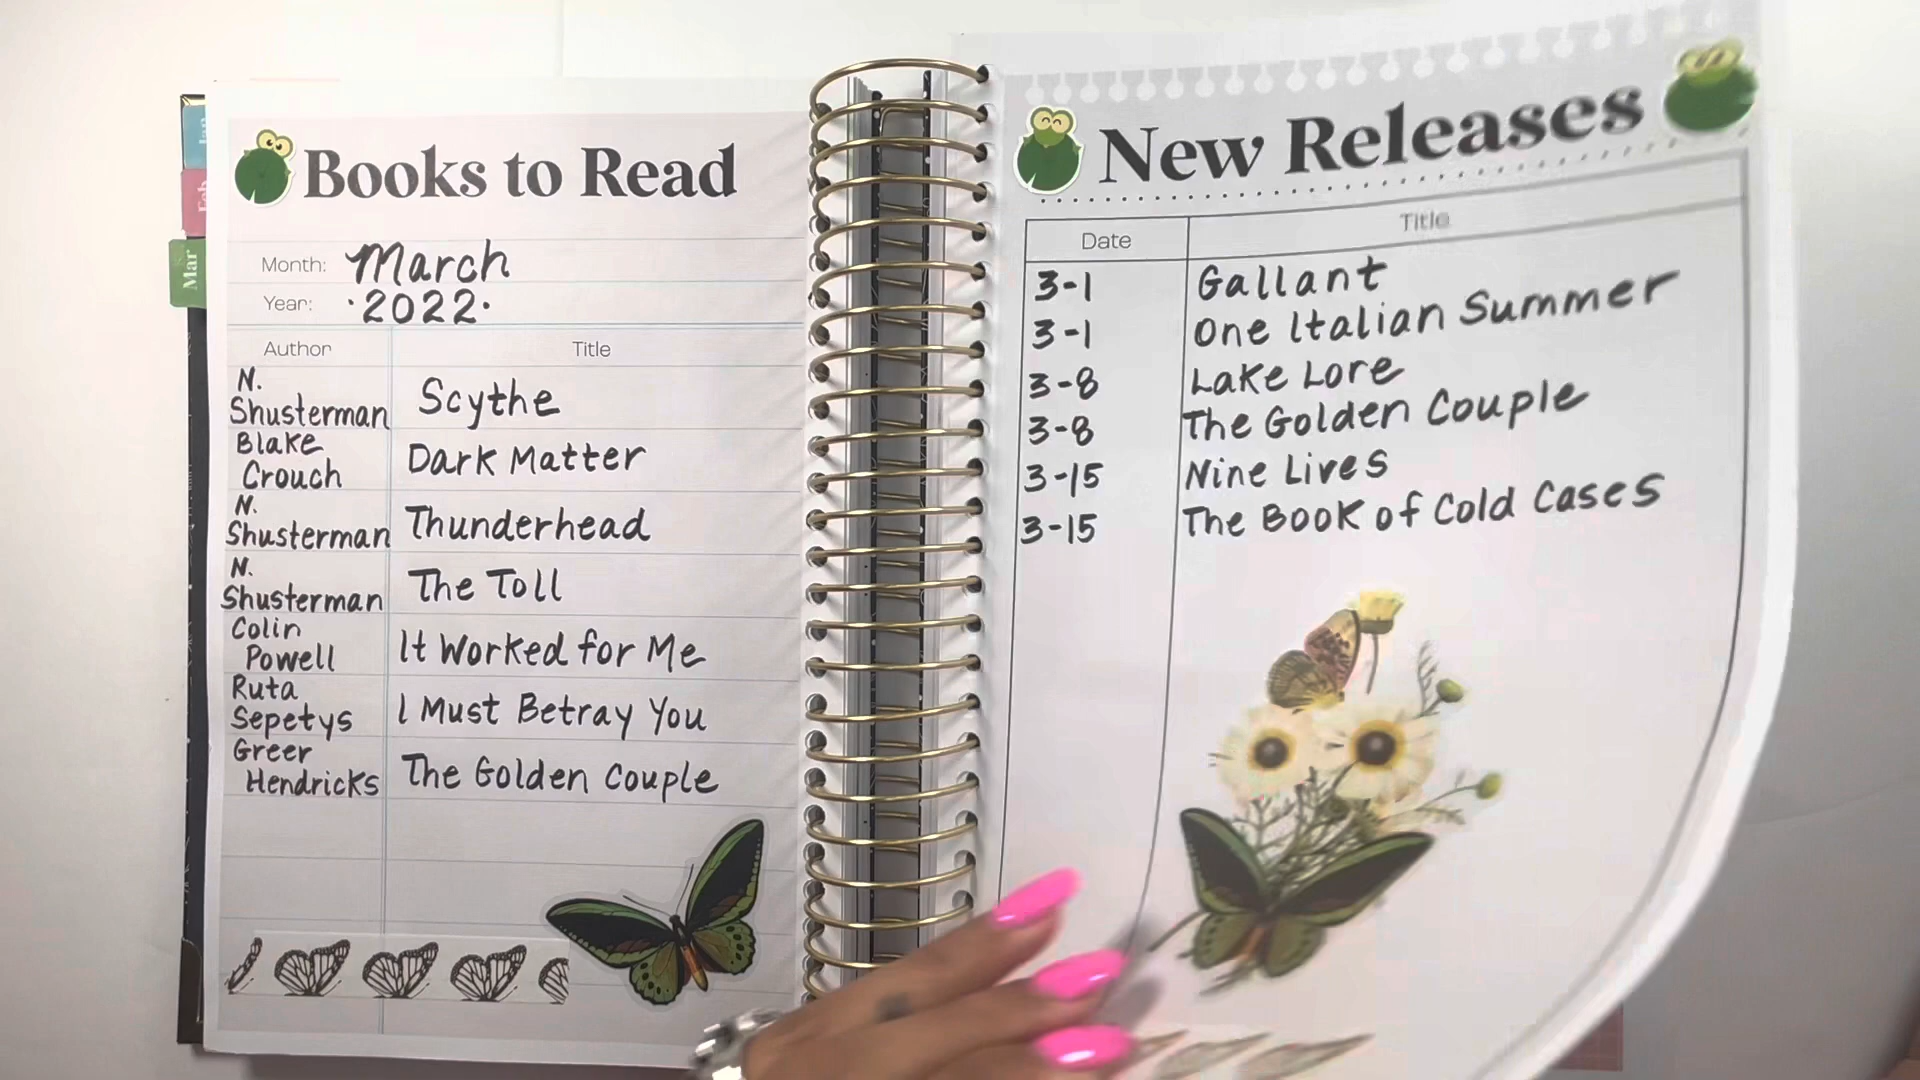 Jan
Feb
Mar
Books to Read
Month: March
Year: ·2022·
Author Title
N.
Shusterman Scythe
Blake
Crouch Dark Matter
N.
Shusterman Thunderhead
N.
Shusterman The Toll
Colin
Powell It Worked for Me
Ruta
Sepetys I Must Betray You
Greer
Hendricks The Golden Couple
New Releases
Date Title
3-1 Gallant
3-1 One Italian Summer
3-8 Lake Lore
3-8 The Golden Couple
3-15 Nine Lives
3-15 The Book of Cold Cases